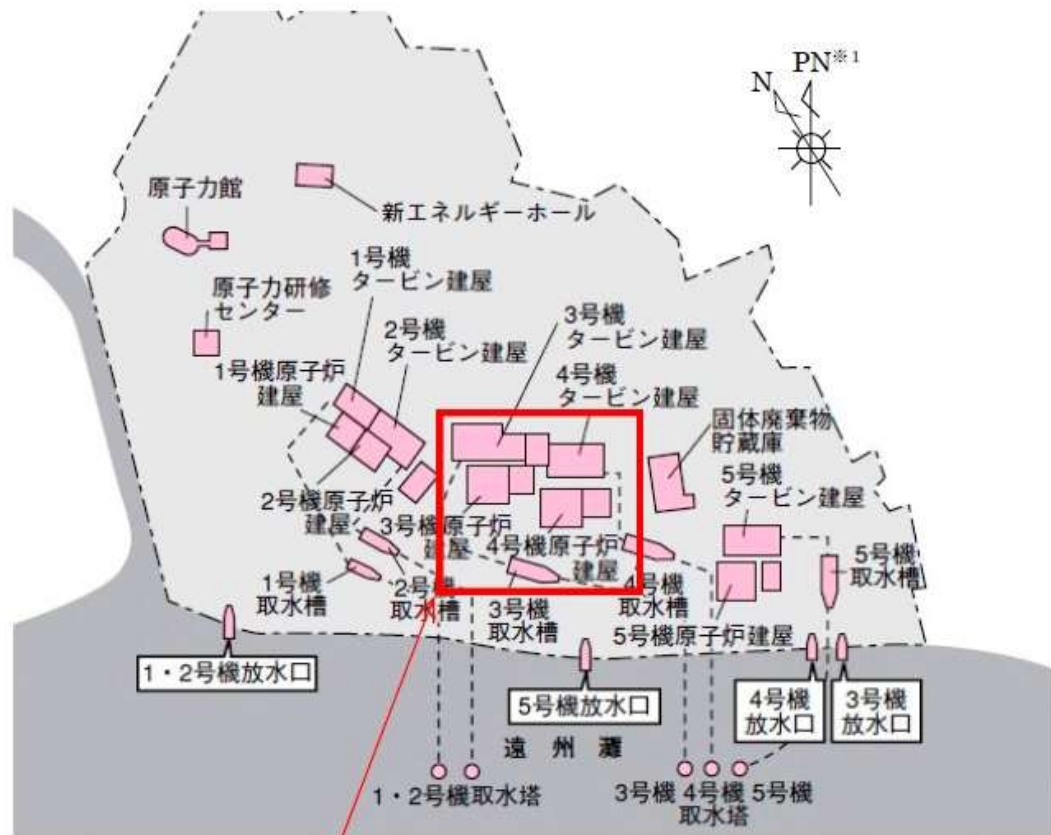 N
PN※1
原子力館
新エネルギーホール
1号機
タービン建屋
原子力研修
センター
2号機
タービン建屋
3号機
タービン建屋
1号機原子炉
建屋
4号機
タービン建屋
固体廃棄物
貯蔵庫
5号機
タービン建屋
2号機原子炉
建屋
3号機原子炉
建屋
4号機原子炉
建屋
5号機
取水槽
1号機
取水槽
2号機
取水槽
3号機
取水槽
4号機
取水槽
5号機原子炉建屋
1・2号機放水口
5号機放水口
4号機
放水口
3号機
放水口
遠州灘
1・2号機取水塔
3号機 4号機 5号機
取水塔